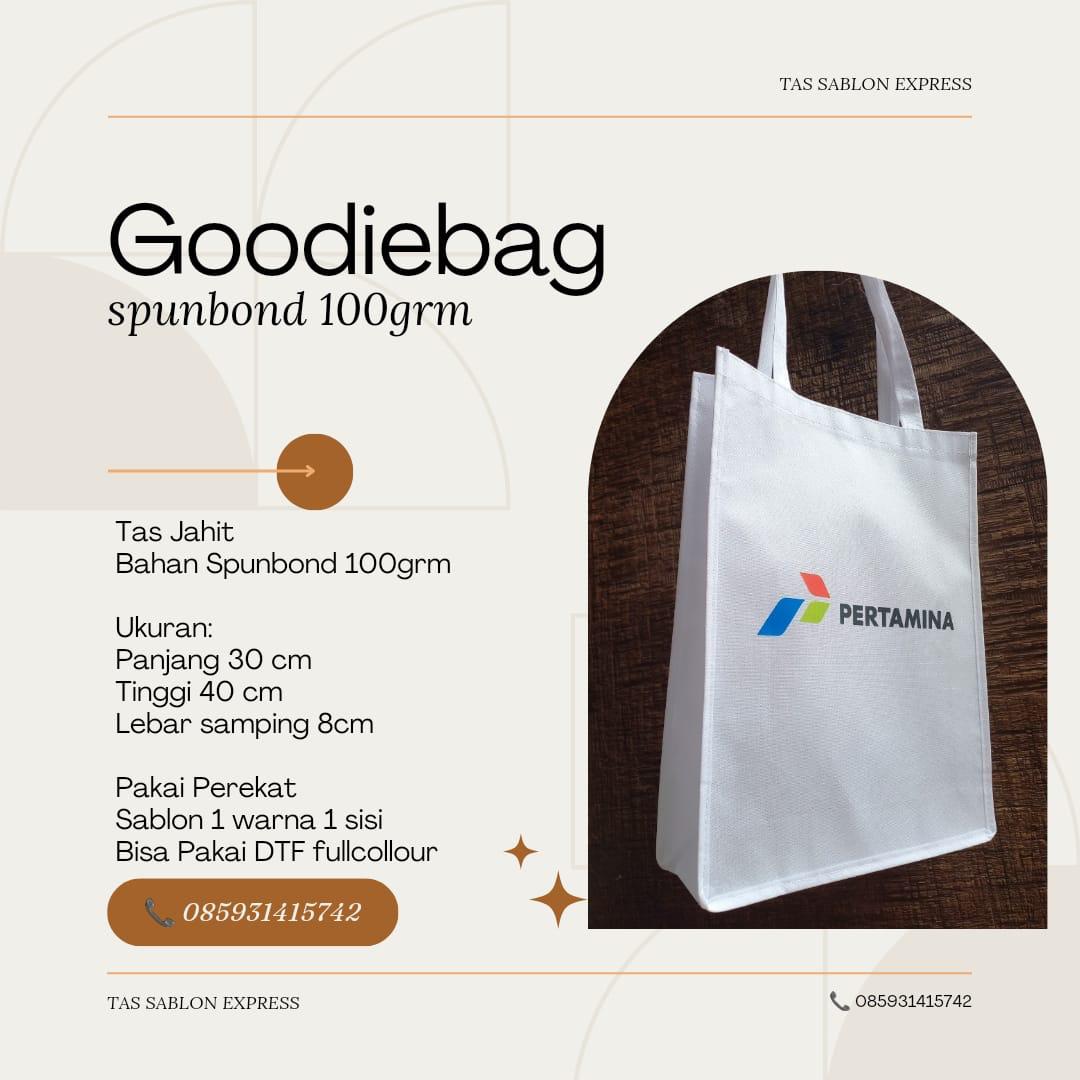 TAS SABLON EXPRESS
Goodiebag
spunbond 100grm
Tas Jahit
Bahan Spunbond 100grm
Ukuran:
Panjang 30 cm
Tinggi 40 cm
Lebar samping 8cm
Pakai Perekat
Sablon 1 warna 1 sisi
Bisa Pakai DTF fullcollour
085931415742
PERTAMINA
TAS SABLON EXPRESS
085931415742